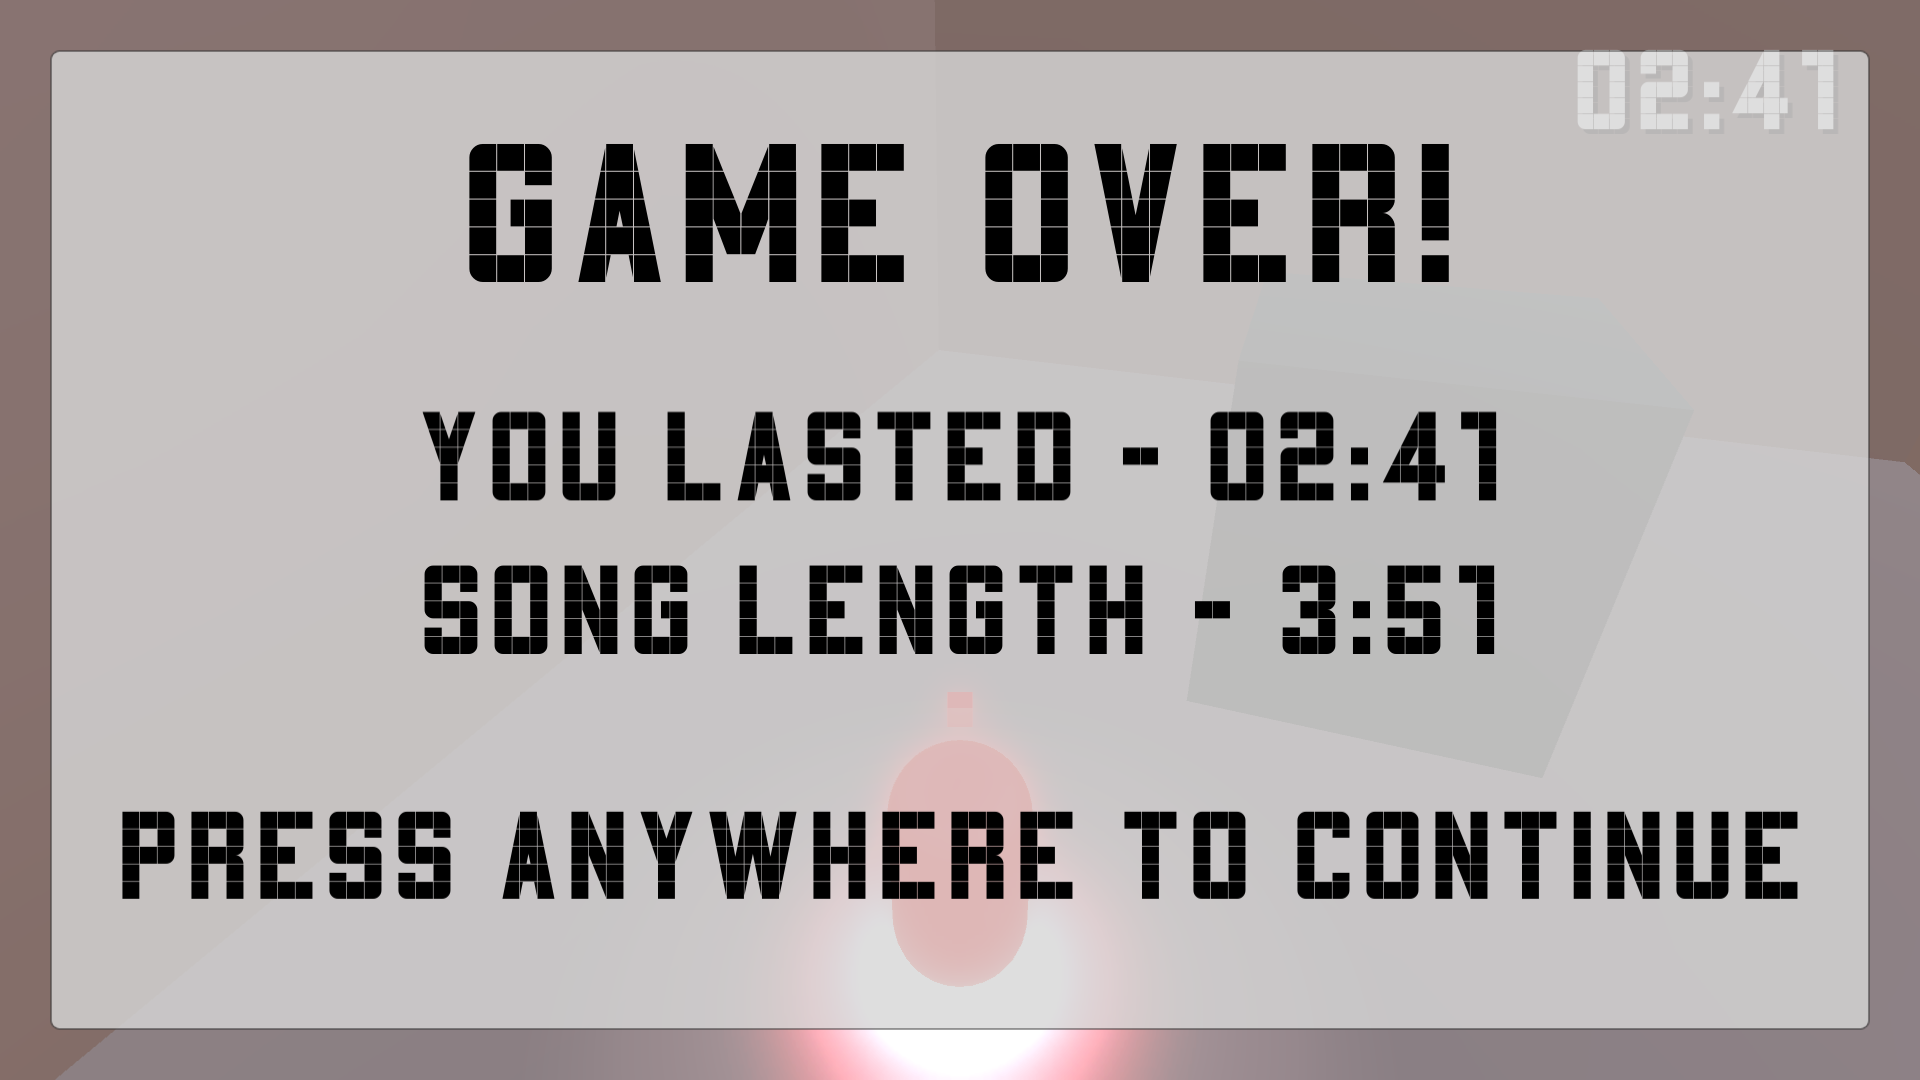 02:41
GAME OVER!
YOU LASTED - 02:41
SONG LENGTH - 3:51
PRESS ANYWHERE TO CONTINUE